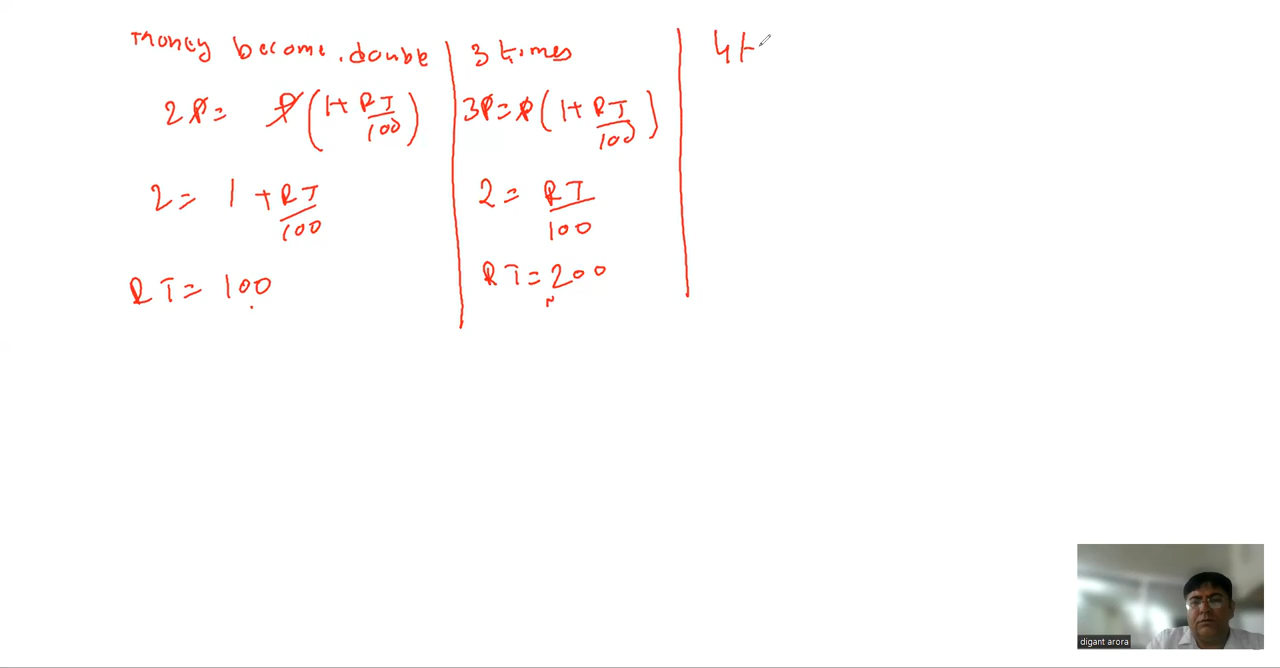 Money become. double
2P = P(1 + RT/100)
2 = 1 + RT/100
RT = 100
3 times
3P = P(1 + RT/100)
2 = RT/100
RT = 200
4t
digant arora